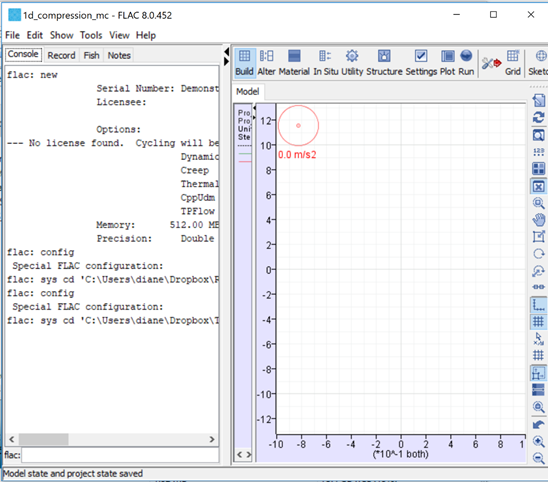 1d_compression_mc - FLAC 8.0.452
File Edit Show Tools View Help
Console Record Fish Notes
Build Alter Material In Situ Utility Structure Settings Plot Run Grid Sketc
Model
flac: new
Serial Number: Demonst
Licensee:
Options:
--- No license found. Cycling will be
Dynamic
Creep
Thermal
CppUdm
TPFlow
Memory: 512.00 MB
Precision: Double
flac: config
Special FLAC configuration:
flac: sys cd 'C:\Users\diane\Dropbox\R
flac: config
Special FLAC configuration:
flac: sys cd 'C:\Users\diane\Dropbox\T
flac:
Model state and project state saved
Proj
Proj
Unit
Ste
0.0 m/s2
12
10
8
6
4
2
0
-2
-4
-6
-8
-10
-12
-10 -8 -6 -4 -2 0 2 4 6 8 1
(*10^-1 both)
123